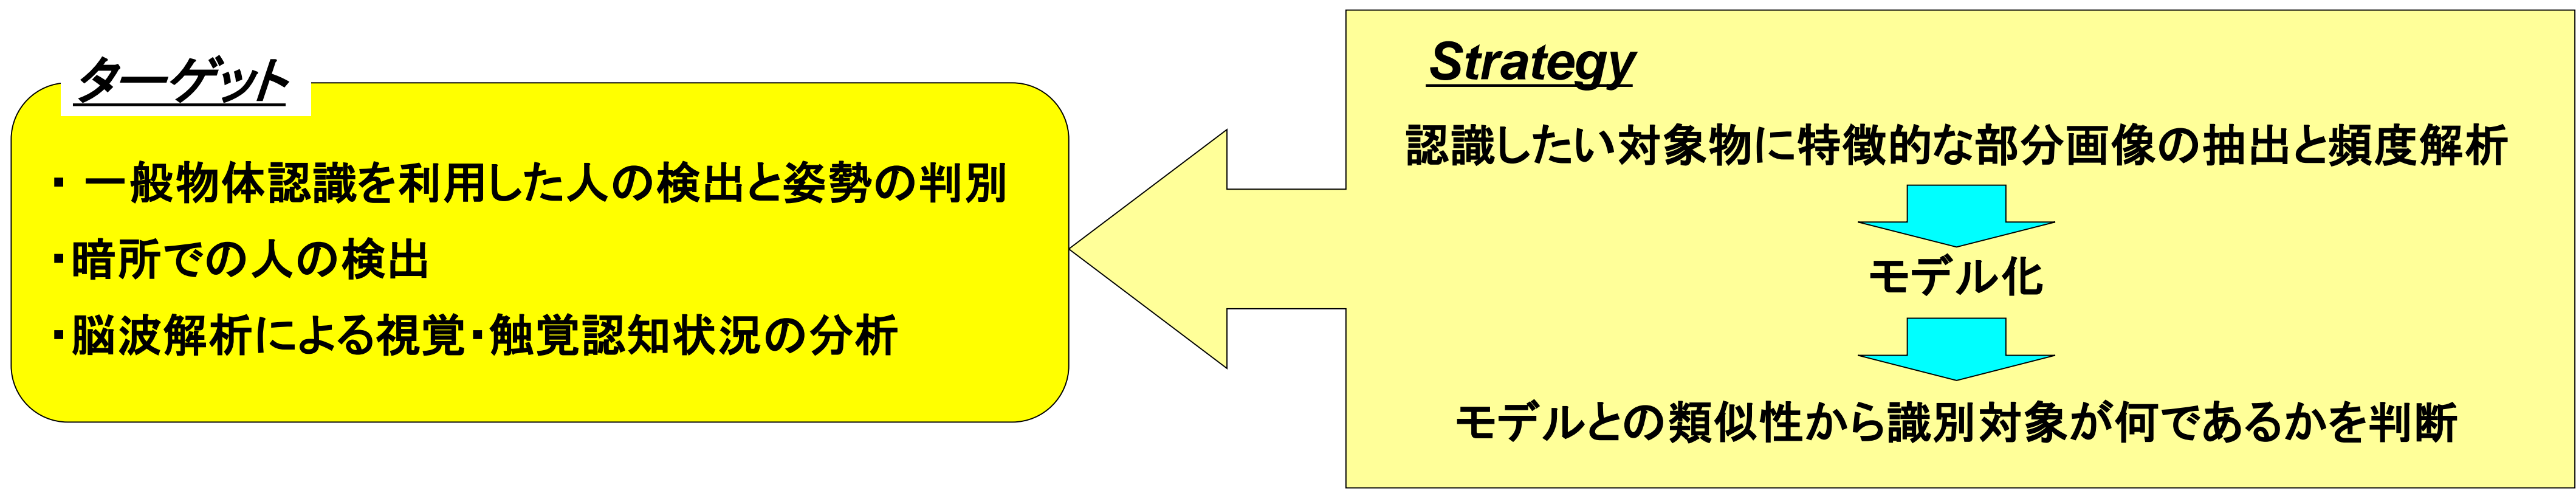 ターゲット
・ 一般物体認識を利用した人の検出と姿勢の判別
・暗所での人の検出
・脳波解析による視覚・触覚認知状況の分析
Strategy
認識したい対象物に特徴的な部分画像の抽出と頻度解析
モデル化
モデルとの類似性から識別対象が何であるかを判断